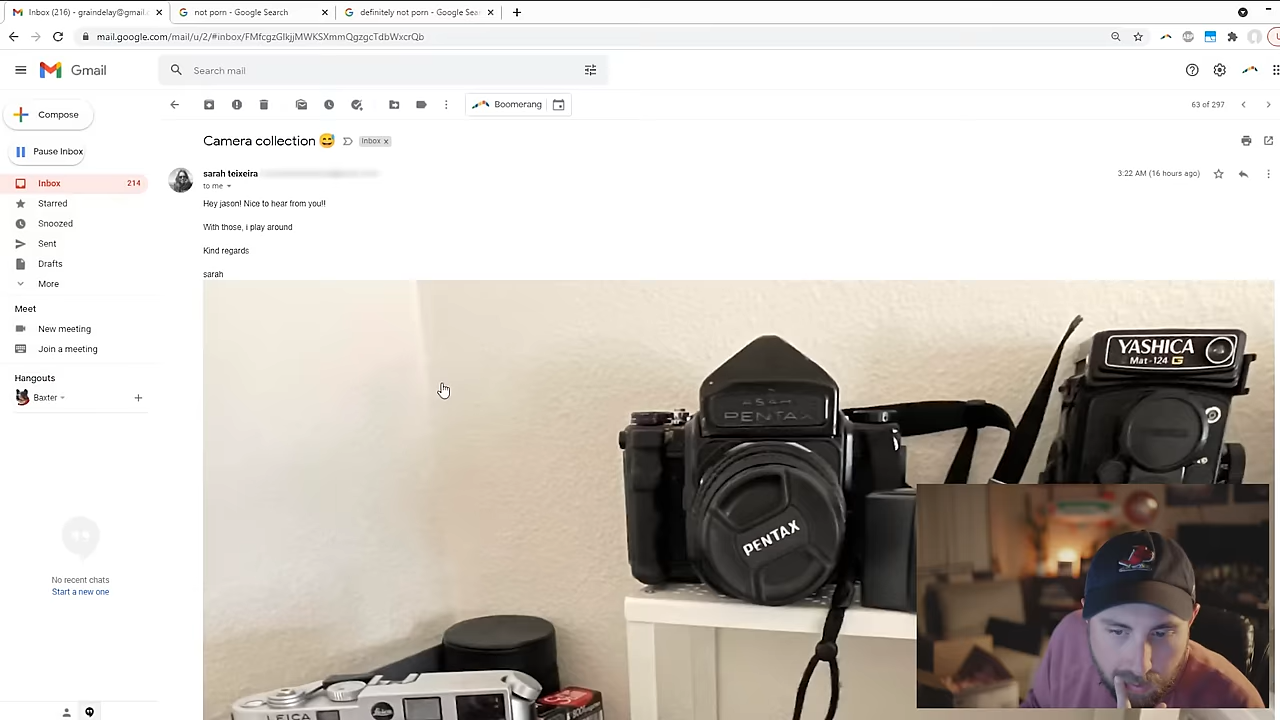 Inbox (216) - graindelay@gmail.
not porn - Google Search
definitely not porn - Google Sea
mail.google.com/mail/u/2/#inbox/FMfcgzGlkjjMWKSXmmQgzgcTdbWxcrQb
Gmail
Search mail
Compose
Boomerang
63 of 297
Pause Inbox
Camera collection 😅
Inbox x
Inbox 214
sarah teixeira
3:22 AM (16 hours ago)
to me
Starred
Hey jason! Nice to hear from you!!
Snoozed
With those, i play around
Sent
Kind regards
Drafts
sarah
More
Meet
New meeting
Join a meeting
Hangouts
Baxter
No recent chats
Start a new one
YASHICA
Mat-124 G
ASAHI
PENTAX
PENTAX
LEICA
Leica